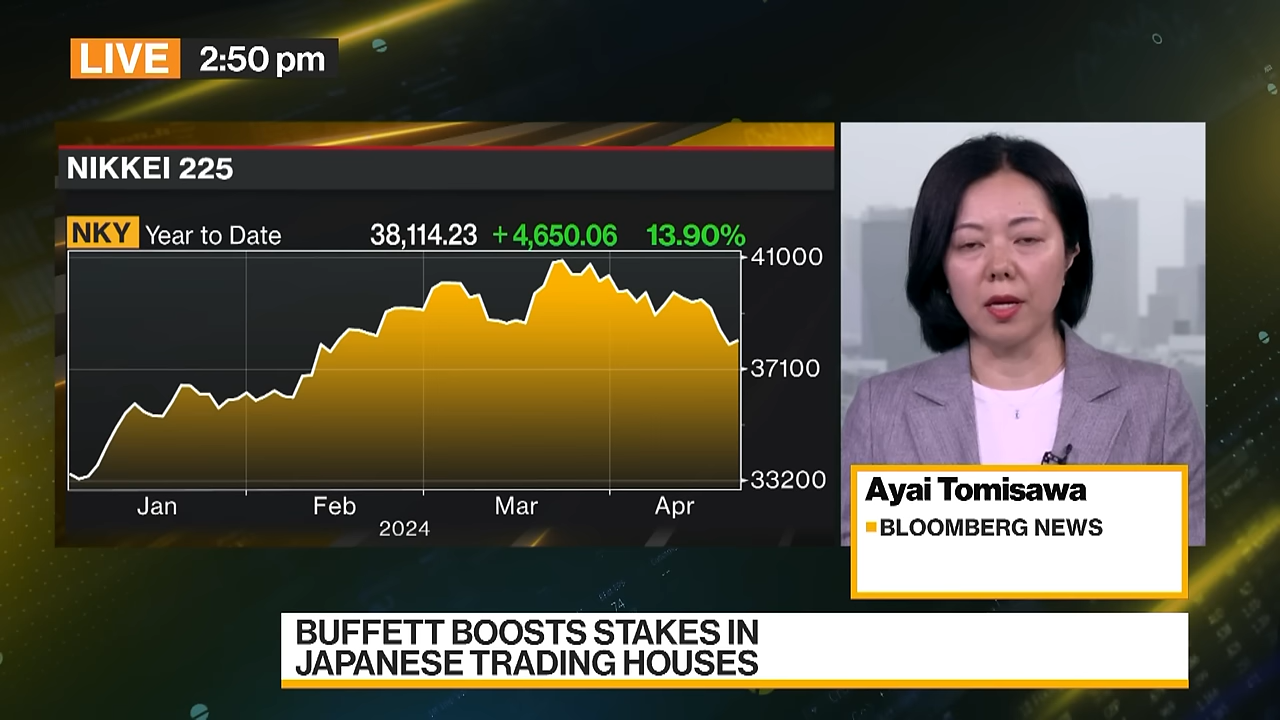 LIVE 2:50 pm
NIKKEI 225
NKY Year to Date 38,114.23 +4,650.06 13.90%
41000
37100
33200
Jan Feb Mar Apr
2024
Ayai Tomisawa
BLOOMBERG NEWS
BUFFETT BOOSTS STAKES IN
JAPANESE TRADING HOUSES